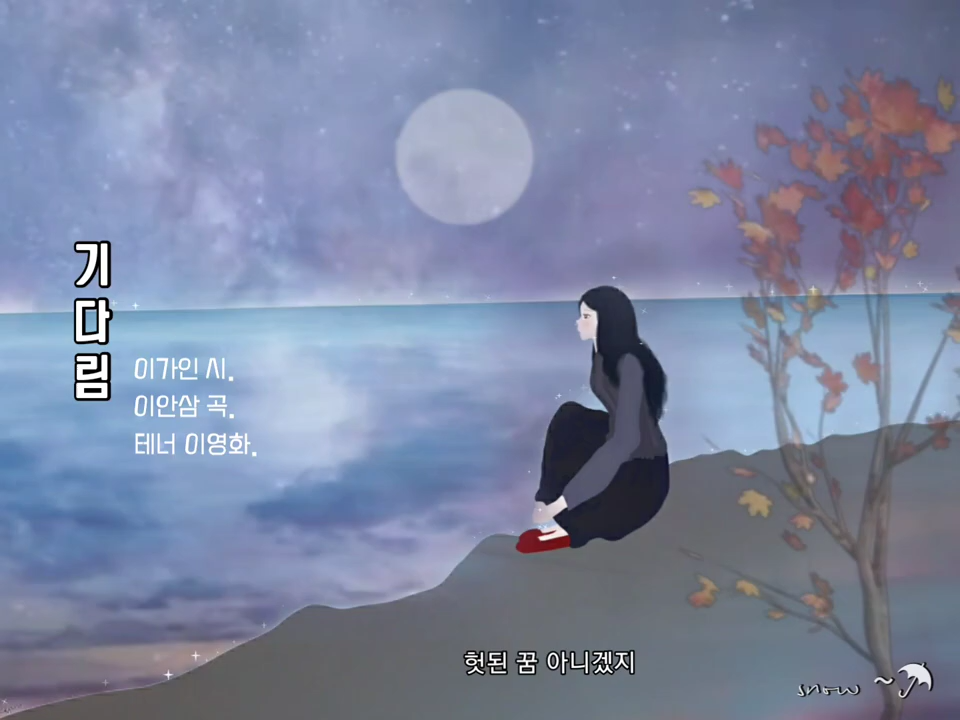 기다림
이가인 시.
이안삼 곡.
테너 이영화.
헛된 꿈 아니겠지
snow ~